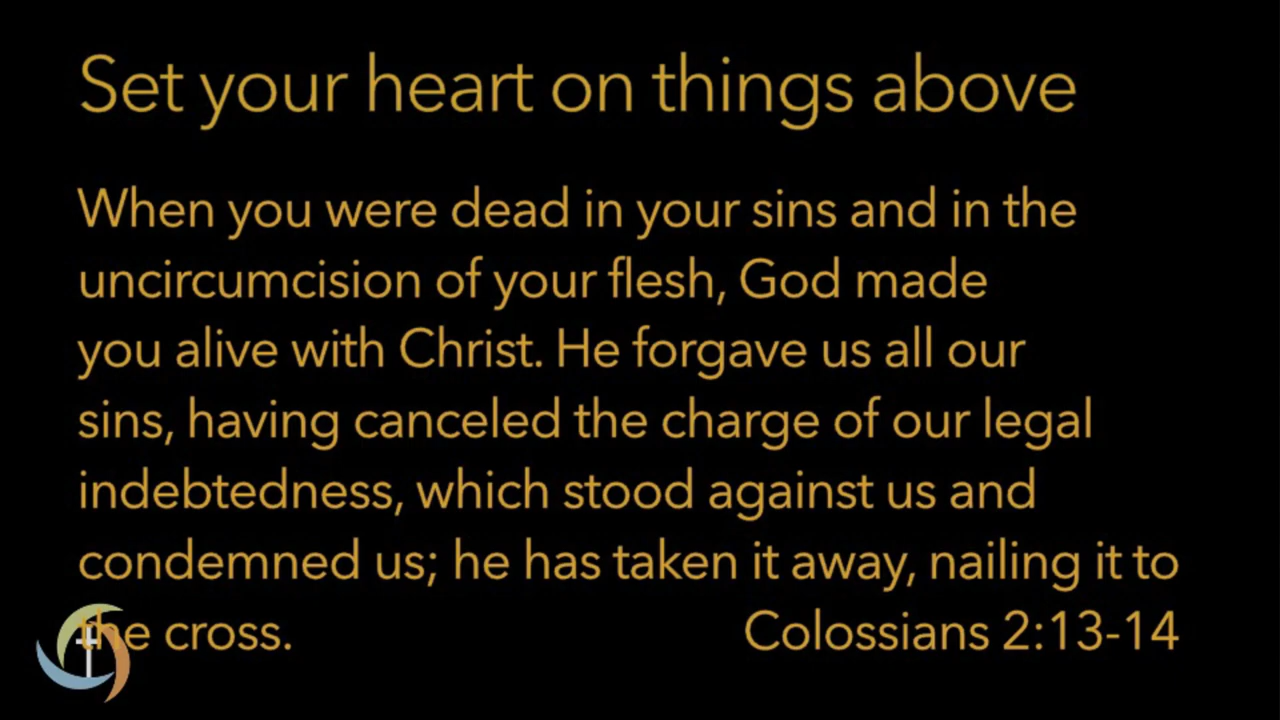 Set your heart on things above
When you were dead in your sins and in the
uncircumcision of your flesh, God made
you alive with Christ. He forgave us all our
sins, having canceled the charge of our legal
indebtedness, which stood against us and
condemned us; he has taken it away, nailing it to
the cross. Colossians 2:13-14